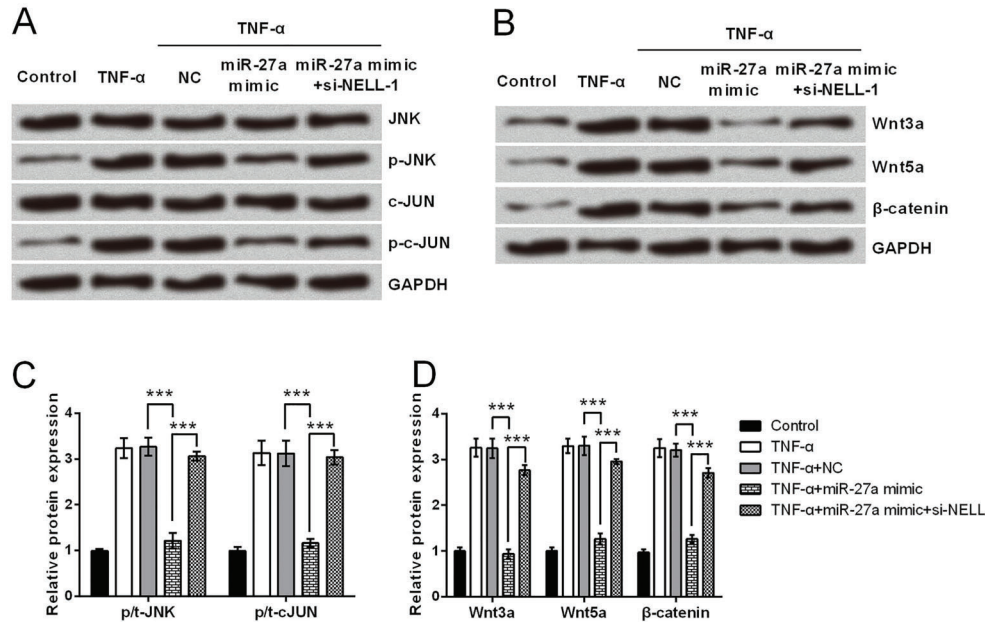 A
TNF-α
Control TNF-α NC miR-27a mimic miR-27a mimic +si-NELL-1
JNK
p-JNK
c-JUN
p-c-JUN
GAPDH
B
TNF-α
Control TNF-α NC miR-27a mimic miR-27a mimic +si-NELL-1
Wnt3a
Wnt5a
β-catenin
GAPDH
C
Relative protein expression
4
3
2
1
0
***
***
***
***
p/t-JNK p/t-cJUN
D
Relative protein expression
4
3
2
1
0
***
***
***
***
***
***
Wnt3a Wnt5a β-catenin
Control
TNF-α
TNF-α+NC
TNF-α+miR-27a mimic
TNF-α+miR-27a mimic+si-NELL